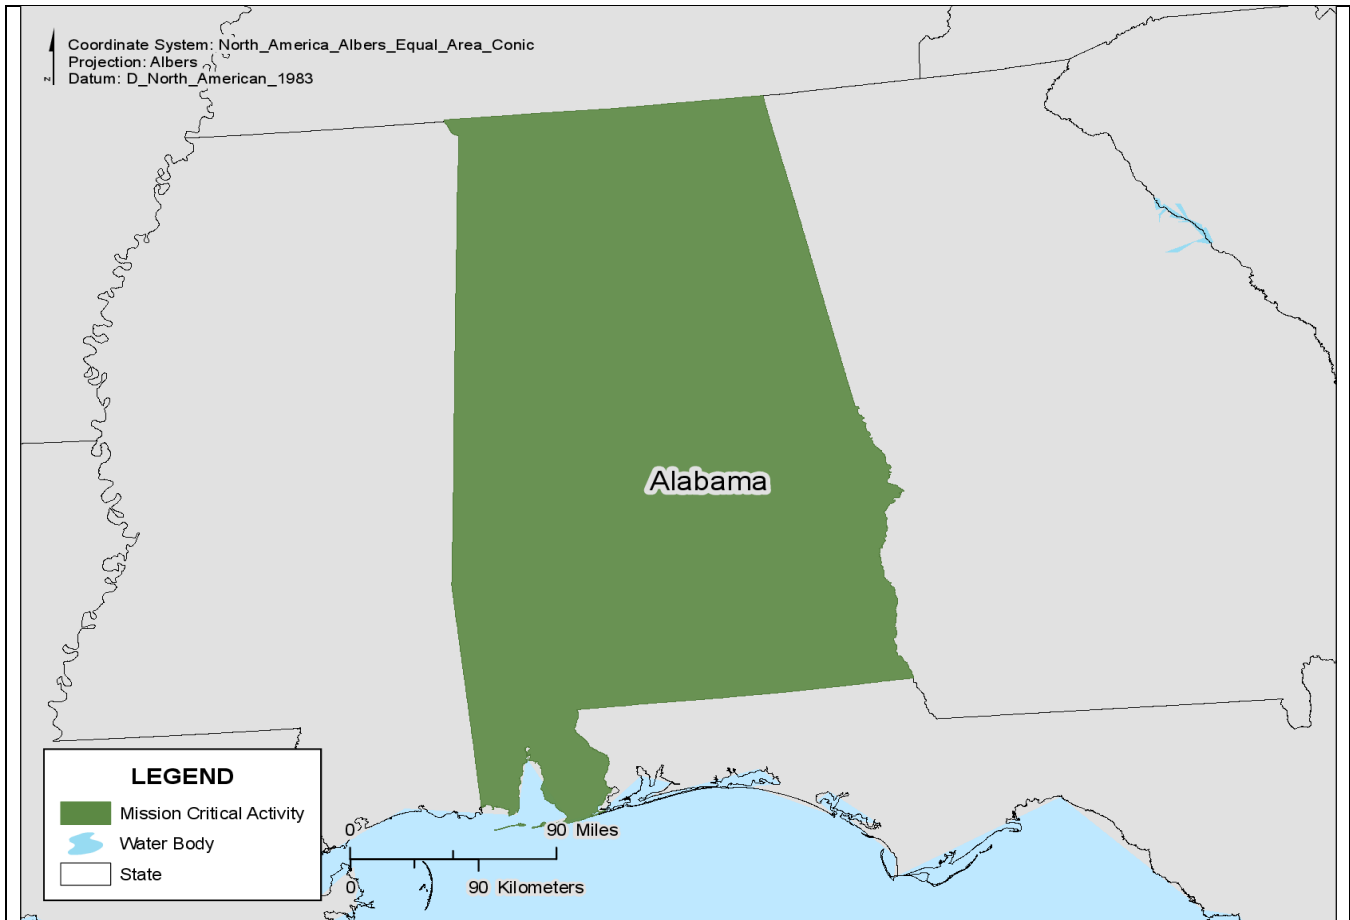 Coordinate System: North_America_Albers_Equal_Area_Conic
Projection: Albers
Datum: D_North_American_1983
N
Alabama
LEGEND
Mission Critical Activity
Water Body
State
0 90 Miles
0 90 Kilometers